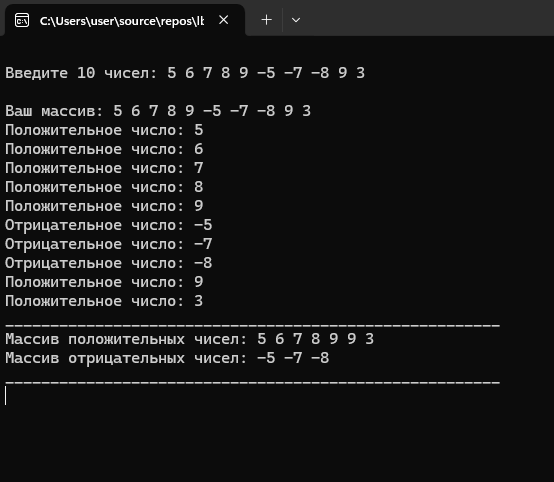 C:\Users\user\source\repos\lb
Введите 10 чисел: 5 6 7 8 9 -5 -7 -8 9 3
Ваш массив: 5 6 7 8 9 -5 -7 -8 9 3
Положительное число: 5
Положительное число: 6
Положительное число: 7
Положительное число: 8
Положительное число: 9
Отрицательное число: -5
Отрицательное число: -7
Отрицательное число: -8
Положительное число: 9
Положительное число: 3
_______________________________________________________
Массив положительных чисел: 5 6 7 8 9 9 3
Массив отрицательных чисел: -5 -7 -8
_______________________________________________________